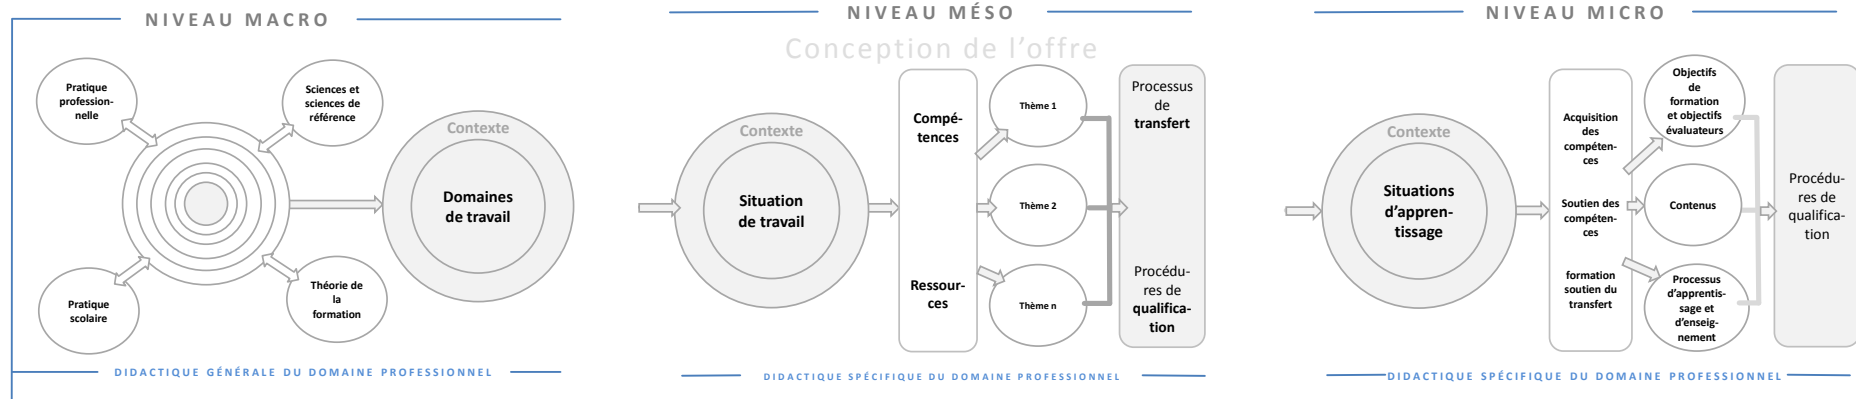 NIVEAU MACRO
Pratique
profession-
nelle
Sciences et
sciences de
référence
Pratique
scolaire
Théorie de
la
formation
Contexte
Domaines
de travail
DIDACTIQUE GÉNÉRALE DU DOMAINE PROFESSIONNEL
NIVEAU MÉSO
Conception de l’offre
Contexte
Situation
de travail
Compé-
tences
Ressour-
ces
Thème 1
Thème 2
Thème n
Processus
de
transfert
Procédu-
res de
qualifica-
tion
DIDACTIQUE SPÉCIFIQUE DU DOMAINE PROFESSIONNEL
NIVEAU MICRO
Contexte
Situations
d’appren-
tissage
Acquisition
des
compéten-
ces
Soutien des
compéten-
ces
formation
soutien du
transfert
Objectifs
de
formation
et objectifs
évaluateurs
Contenus
Processus
d’apprentis-
sage et
d’enseig-
nement
Procédu-
res de
qualifica-
tion
DIDACTIQUE SPÉCIFIQUE DU DOMAINE PROFESSIONNEL